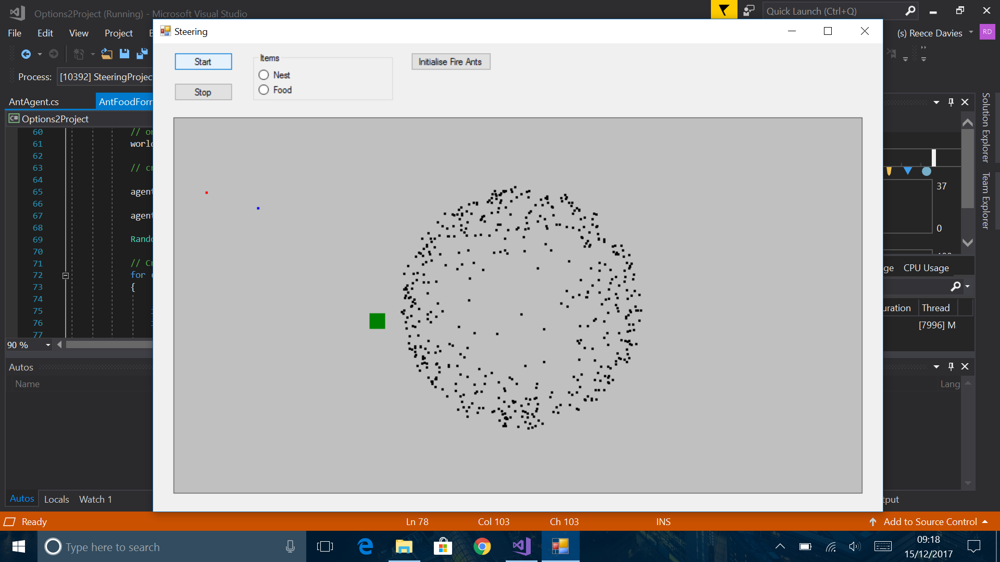 Options2Project (Running) - Microsoft Visual Studio
Quick Launch (Ctrl+Q)
File Edit View Project
(s) Reece Davies
RD
Steering
Start
Stop
Items
Nest
Food
Initialise Fire Ants
Process: [10392] SteeringProjec
AntAgent.cs
AntFoodFor
C# Options2Project
60 // 
61 worl
62
63 // c
64
65 agent
66
67 agent
68
69 Rand
70
71 // C
72 for
73 {
74
75
76
77
90 %
Autos
Name
Autos Locals Watch 1
Solution Explorer
Team Explorer
37
0
ge CPU Usage
uration Thread
[7996] M
Lang
tput
Ready
Ln 78
Col 103
Ch 103
INS
Add to Source Control
Type here to search
09:18
15/12/2017